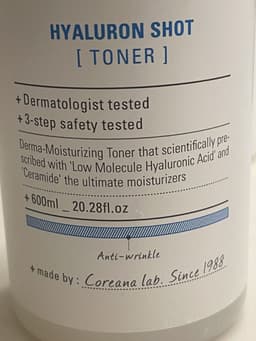 HYALURON SHOT
[ TONER ]
+ Dermatologist tested
+ 3-step safety tested
Derma-Moisturizing Toner that scientifically pre-
scribed with 'Low Molecule Hyaluronic Acid' and
'Ceramide' the ultimate moisturizers
+ 600ml _ 20.28fl.oz
Anti-wrinkle
+ made by : Coreana lab. Since 1988